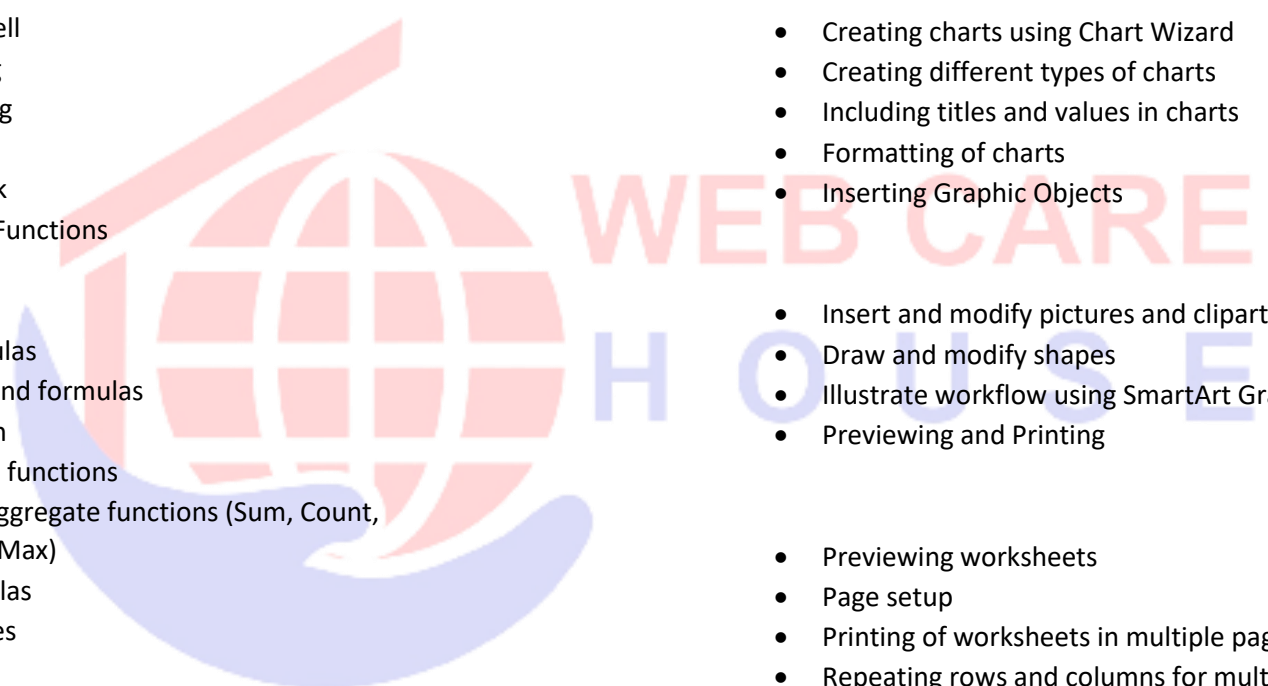 ell
g
g
k
Functions
ulas
nd formulas
n
functions
ggregate functions (Sum, Count,
Max)
las
es
• Creating charts using Chart Wizard
• Creating different types of charts
• Including titles and values in charts
• Formatting of charts
• Inserting Graphic Objects
• Insert and modify pictures and clipart
• Draw and modify shapes
• Illustrate workflow using SmartArt Gra
• Previewing and Printing
• Previewing worksheets
• Page setup
• Printing of worksheets in multiple pag
• Repeating rows and columns for mult
WEB CARE
HOUSE